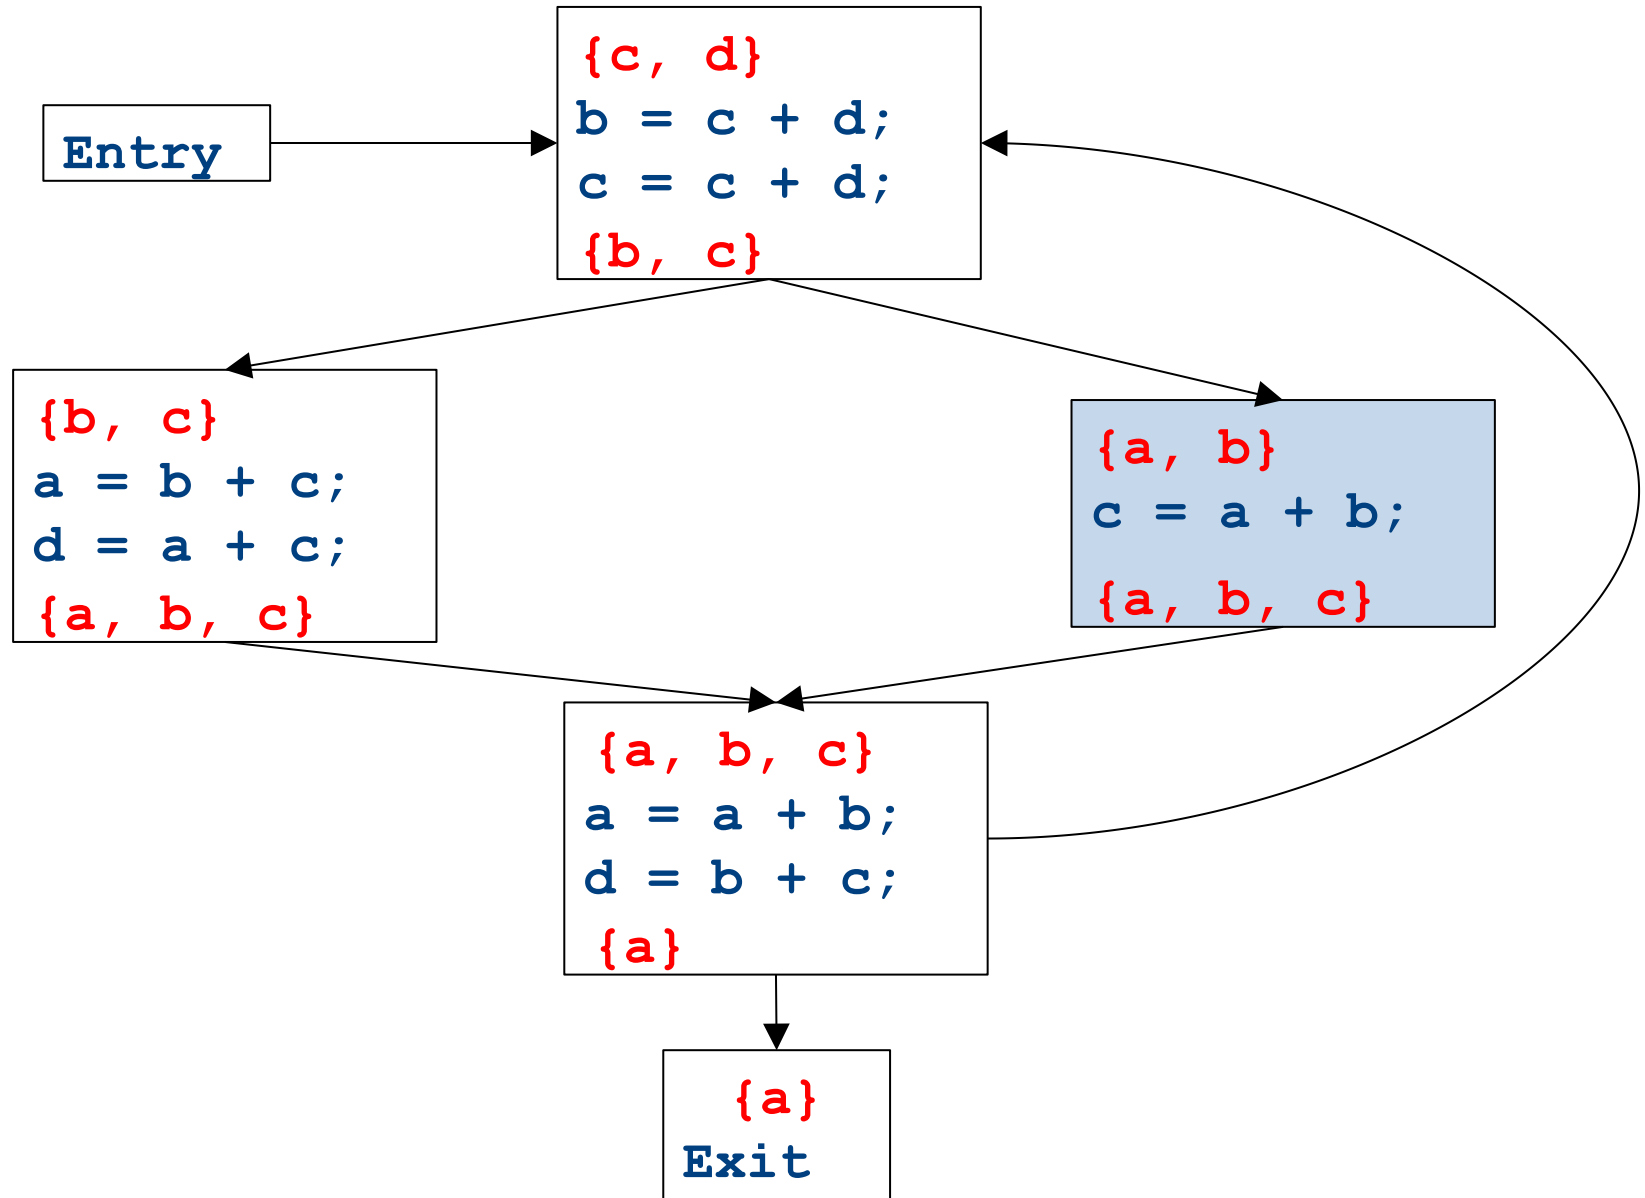 {c, d}
b = c + d;
c = c + d;
{b, c}
Entry
{b, c}
a = b + c;
d = a + c;
{a, b, c}
{a, b}
c = a + b;
{a, b, c}
{a, b, c}
a = a + b;
d = b + c;
{a}
{a}
Exit